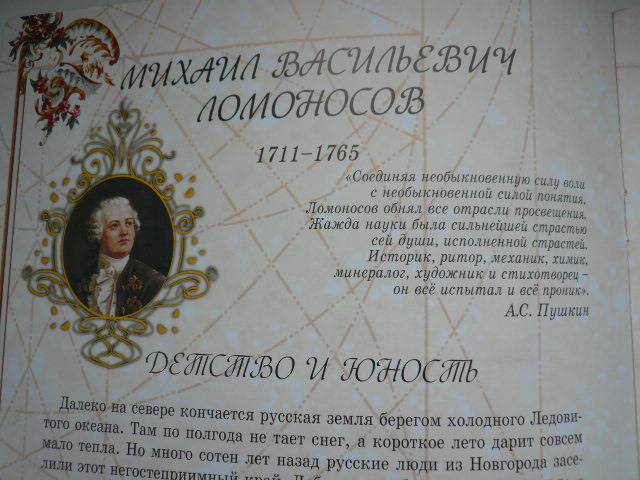 МИХАИЛ ВАСИЛЬЕВИЧ
ЛОМОНОСОВ
1711–1765
«Соединяя необыкновенную силу воли
с необыкновенной силой понятия,
Ломоносов обнял все отрасли просвещения.
Жажда науки была сильнейшей страстью
сей души, исполненной страстей.
Историк, ритор, механик, химик,
минералог, художник и стихотворец –
он всё испытал и всё проник».
А.С. Пушкин
ДЕТСТВО И ЮНОСТЬ
Далеко на севере кончается русская земля берегом холодного Ледови-
того океана. Там по полгода не тает снег, а короткое лето дарит совсем
мало тепла. Но много сотен лет назад русские люди из Новгорода засе-
лили этот негостеприимный край.